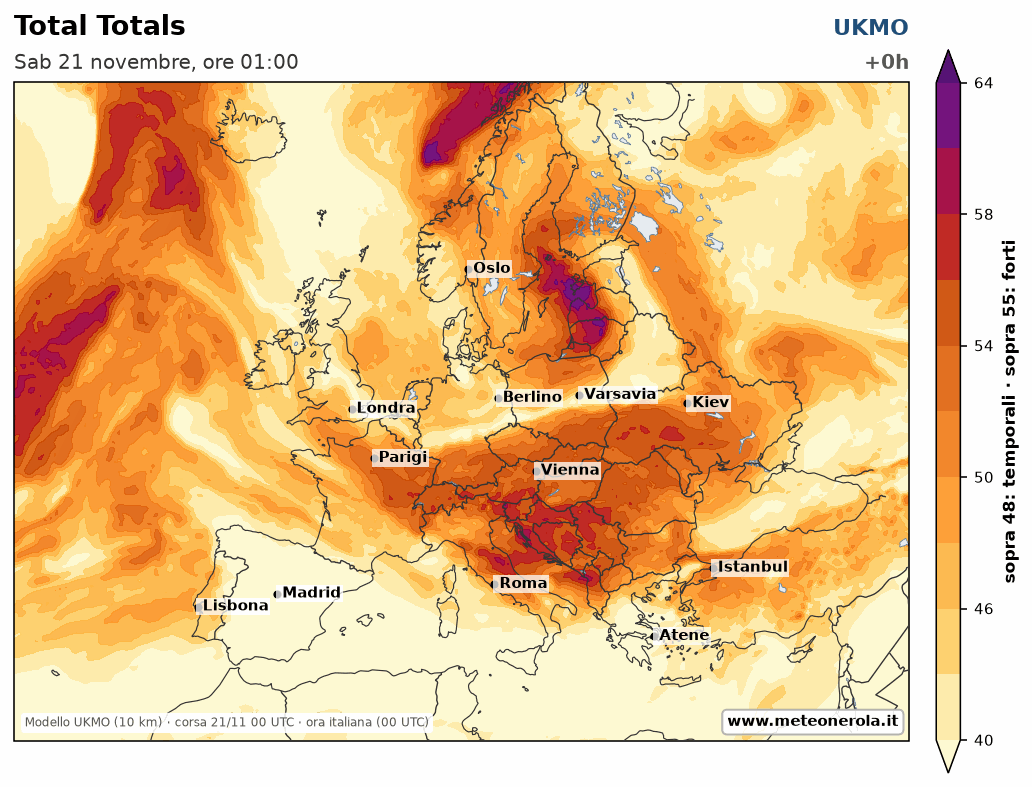 Total Totals
UKMO
Sab 21 novembre, ore 01:00
+0h
64
58
54
50
46
40
sopra 48: temporali · sopra 55: forti
Oslo
Berlino
Varsavia
Kiev
Londra
Parigi
Vienna
Istanbul
Roma
Madrid
Lisbona
Atene
Modello UKMO (10 km) · corsa 21/11 00 UTC · ora italiana (00 UTC)
www.meteonerola.it